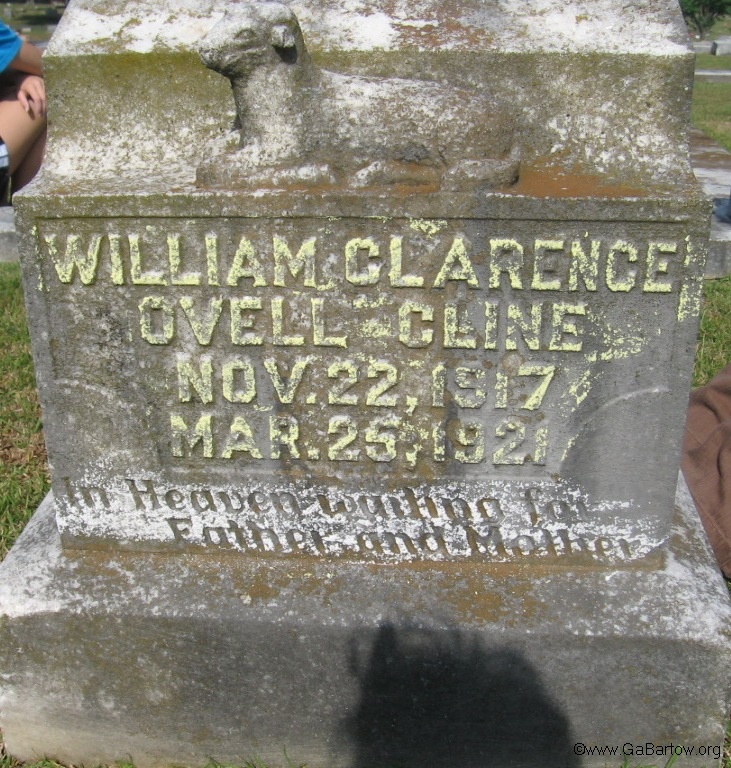 WILLIAM CLARENCE
OVELL CLINE
NOV. 22, 1917
MAR. 25, 1921
In Heaven waiting for
Father and Mother
©www.GaBartow.org